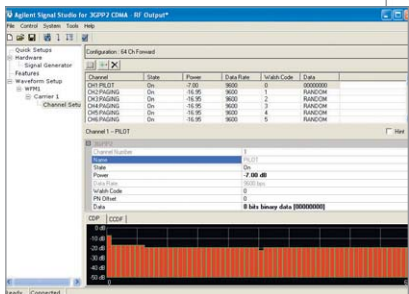 Agilent Signal Studio for 3GPP2 CDMA - RF Output*
File Control System Tools Help
Quick Setups
Hardware
Signal Generator
Features
Waveform Setup
WFM1
Carrier 1
Channel Setu
Configuration: 64 Ch Forward
Channel State Power Data Rate Walsh Code Data
CH1:PILOT On -7.00 9600 0 00000000
CH2:PAGING On -16.95 9600 1 RANDOM
CH3:PAGING On -16.95 9600 2 RANDOM
CH4:PAGING On -16.95 9600 3 RANDOM
CH5:PAGING On -16.95 9600 4 RANDOM
CH6:PAGING On -16.95 9600 5 RANDOM
Channel 1 - PILOT
Hint
3GPP2
Channel Number 1
Name PILOT
State On
Power -7.00 dB
Data Rate 9600 bps
Walsh Code 0
PN Offset 0
Data 8 bits binary data [00000000]
CDP CCDF
0 dB
-10 dB
-20 dB
-30 dB
-40 dB
-50 dB
0
Ready Connected